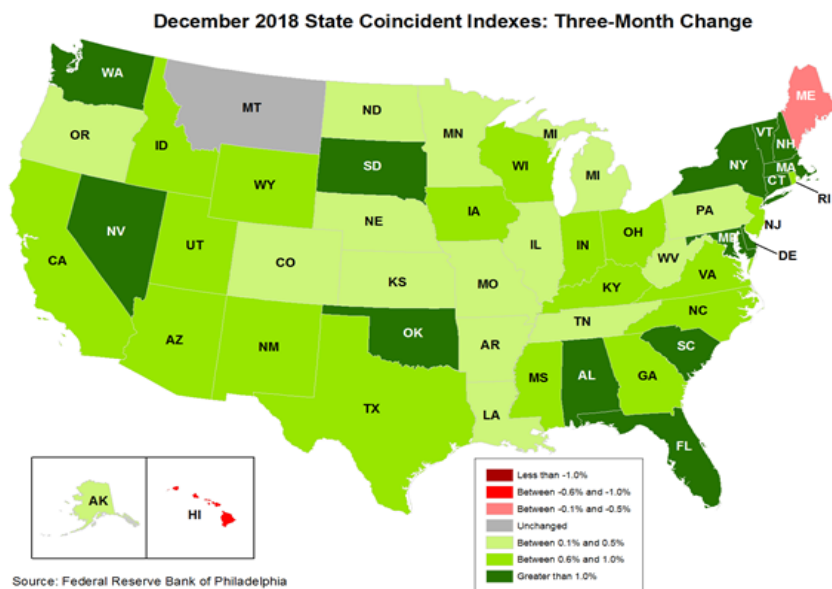 December 2018 State Coincident Indexes: Three-Month Change
WA
MT
ND
MN
ME
OR
ID
SD
WI
MI
MI
VT
NH
NY
MA
CT
RI
WY
IA
NE
PA
NJ
NV
UT
CO
IL
IN
OH
MD
DE
WV
CA
KS
MO
KY
VA
AZ
NM
OK
AR
TN
NC
TX
LA
MS
AL
GA
SC
FL
AK
HI
Less than -1.0%
Between -0.6% and -1.0%
Between -0.1% and -0.5%
Unchanged
Between 0.1% and 0.5%
Between 0.6% and 1.0%
Greater than 1.0%
Source: Federal Reserve Bank of Philadelphia